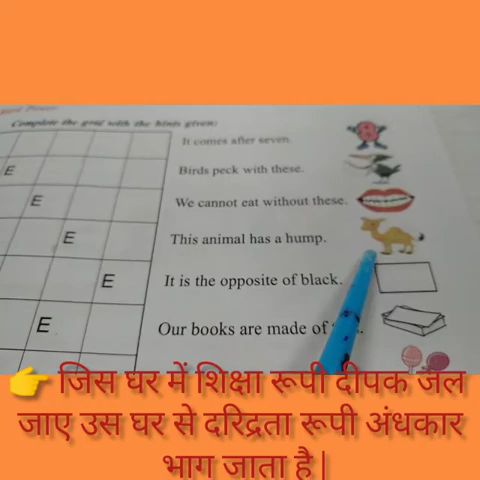 Complete the grid with the hints given:
It comes after seven.
E
Birds peck with these.
E
We cannot eat without these.
E
This animal has a hump.
E
It is the opposite of black.
E
Our books are made of
👉 जिस घर में शिक्षा रूपी दीपक जल
जाए उस घर से दरिद्रता रूपी अंधकार
भाग जाता है |